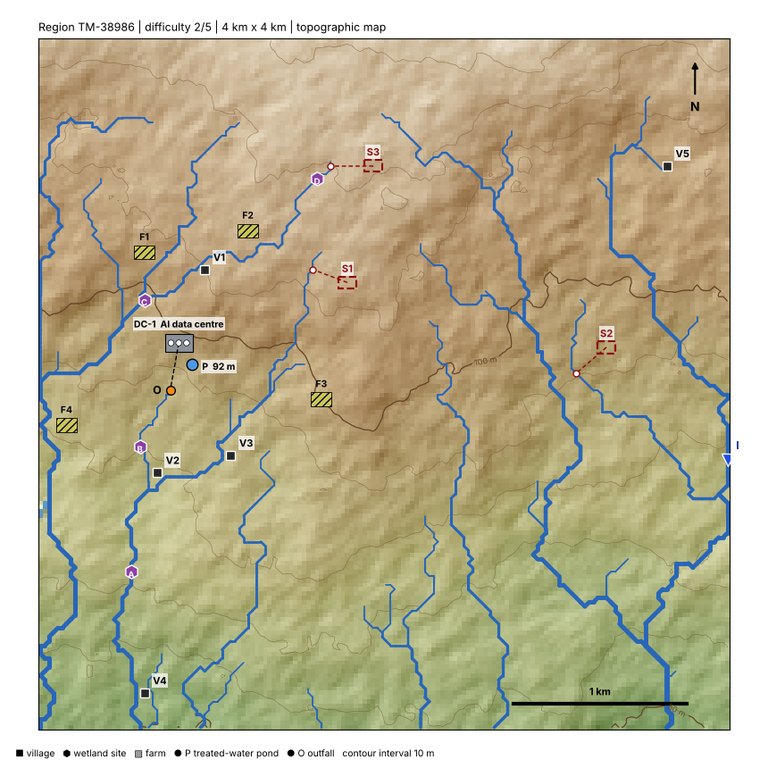 Region TM-38986 | difficulty 2/5 | 4 km x 4 km | topographic map
N
S3
V5
D
F2
F1
V1
S1
C
DC-1 AI data centre
S2
P 92 m
100 m
O
F3
F4
B
V3
V2
I
A
V4
1 km
village
wetland site
farm
P treated-water pond
O outfall
contour interval 10 m